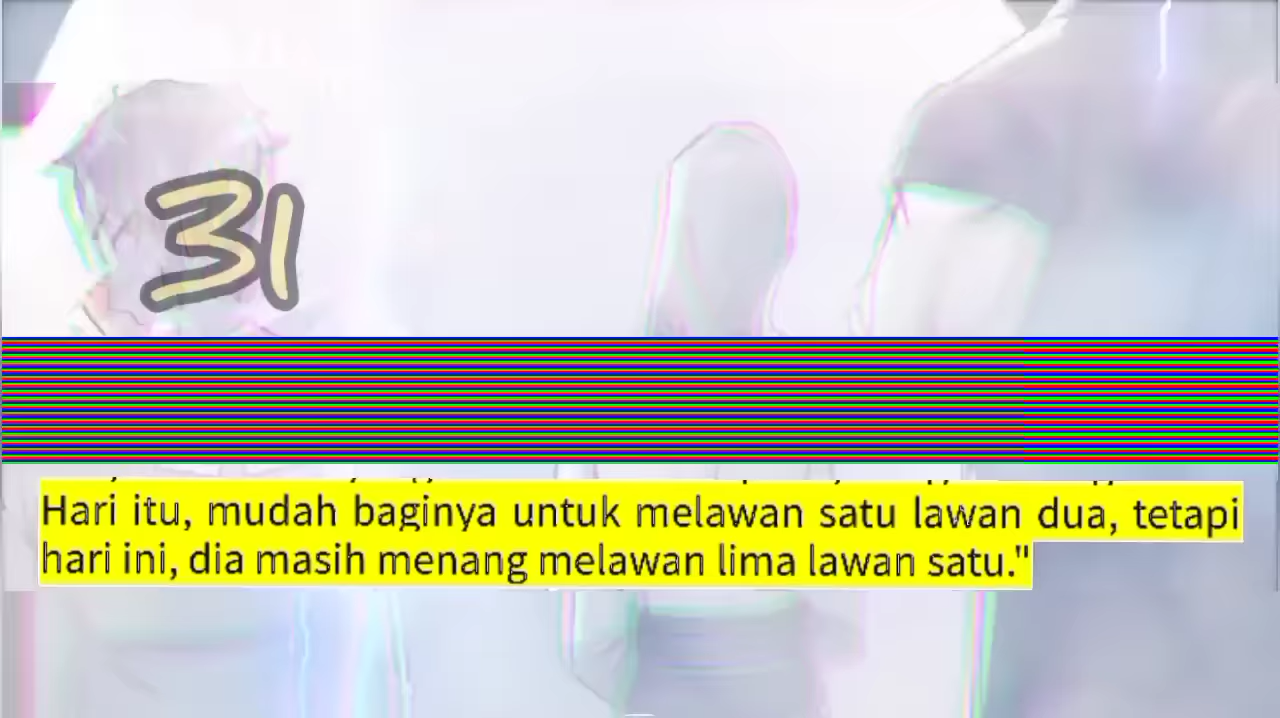 31
Hari itu, mudah baginya untuk melawan satu lawan dua, tetapi
hari ini, dia masih menang melawan lima lawan satu."